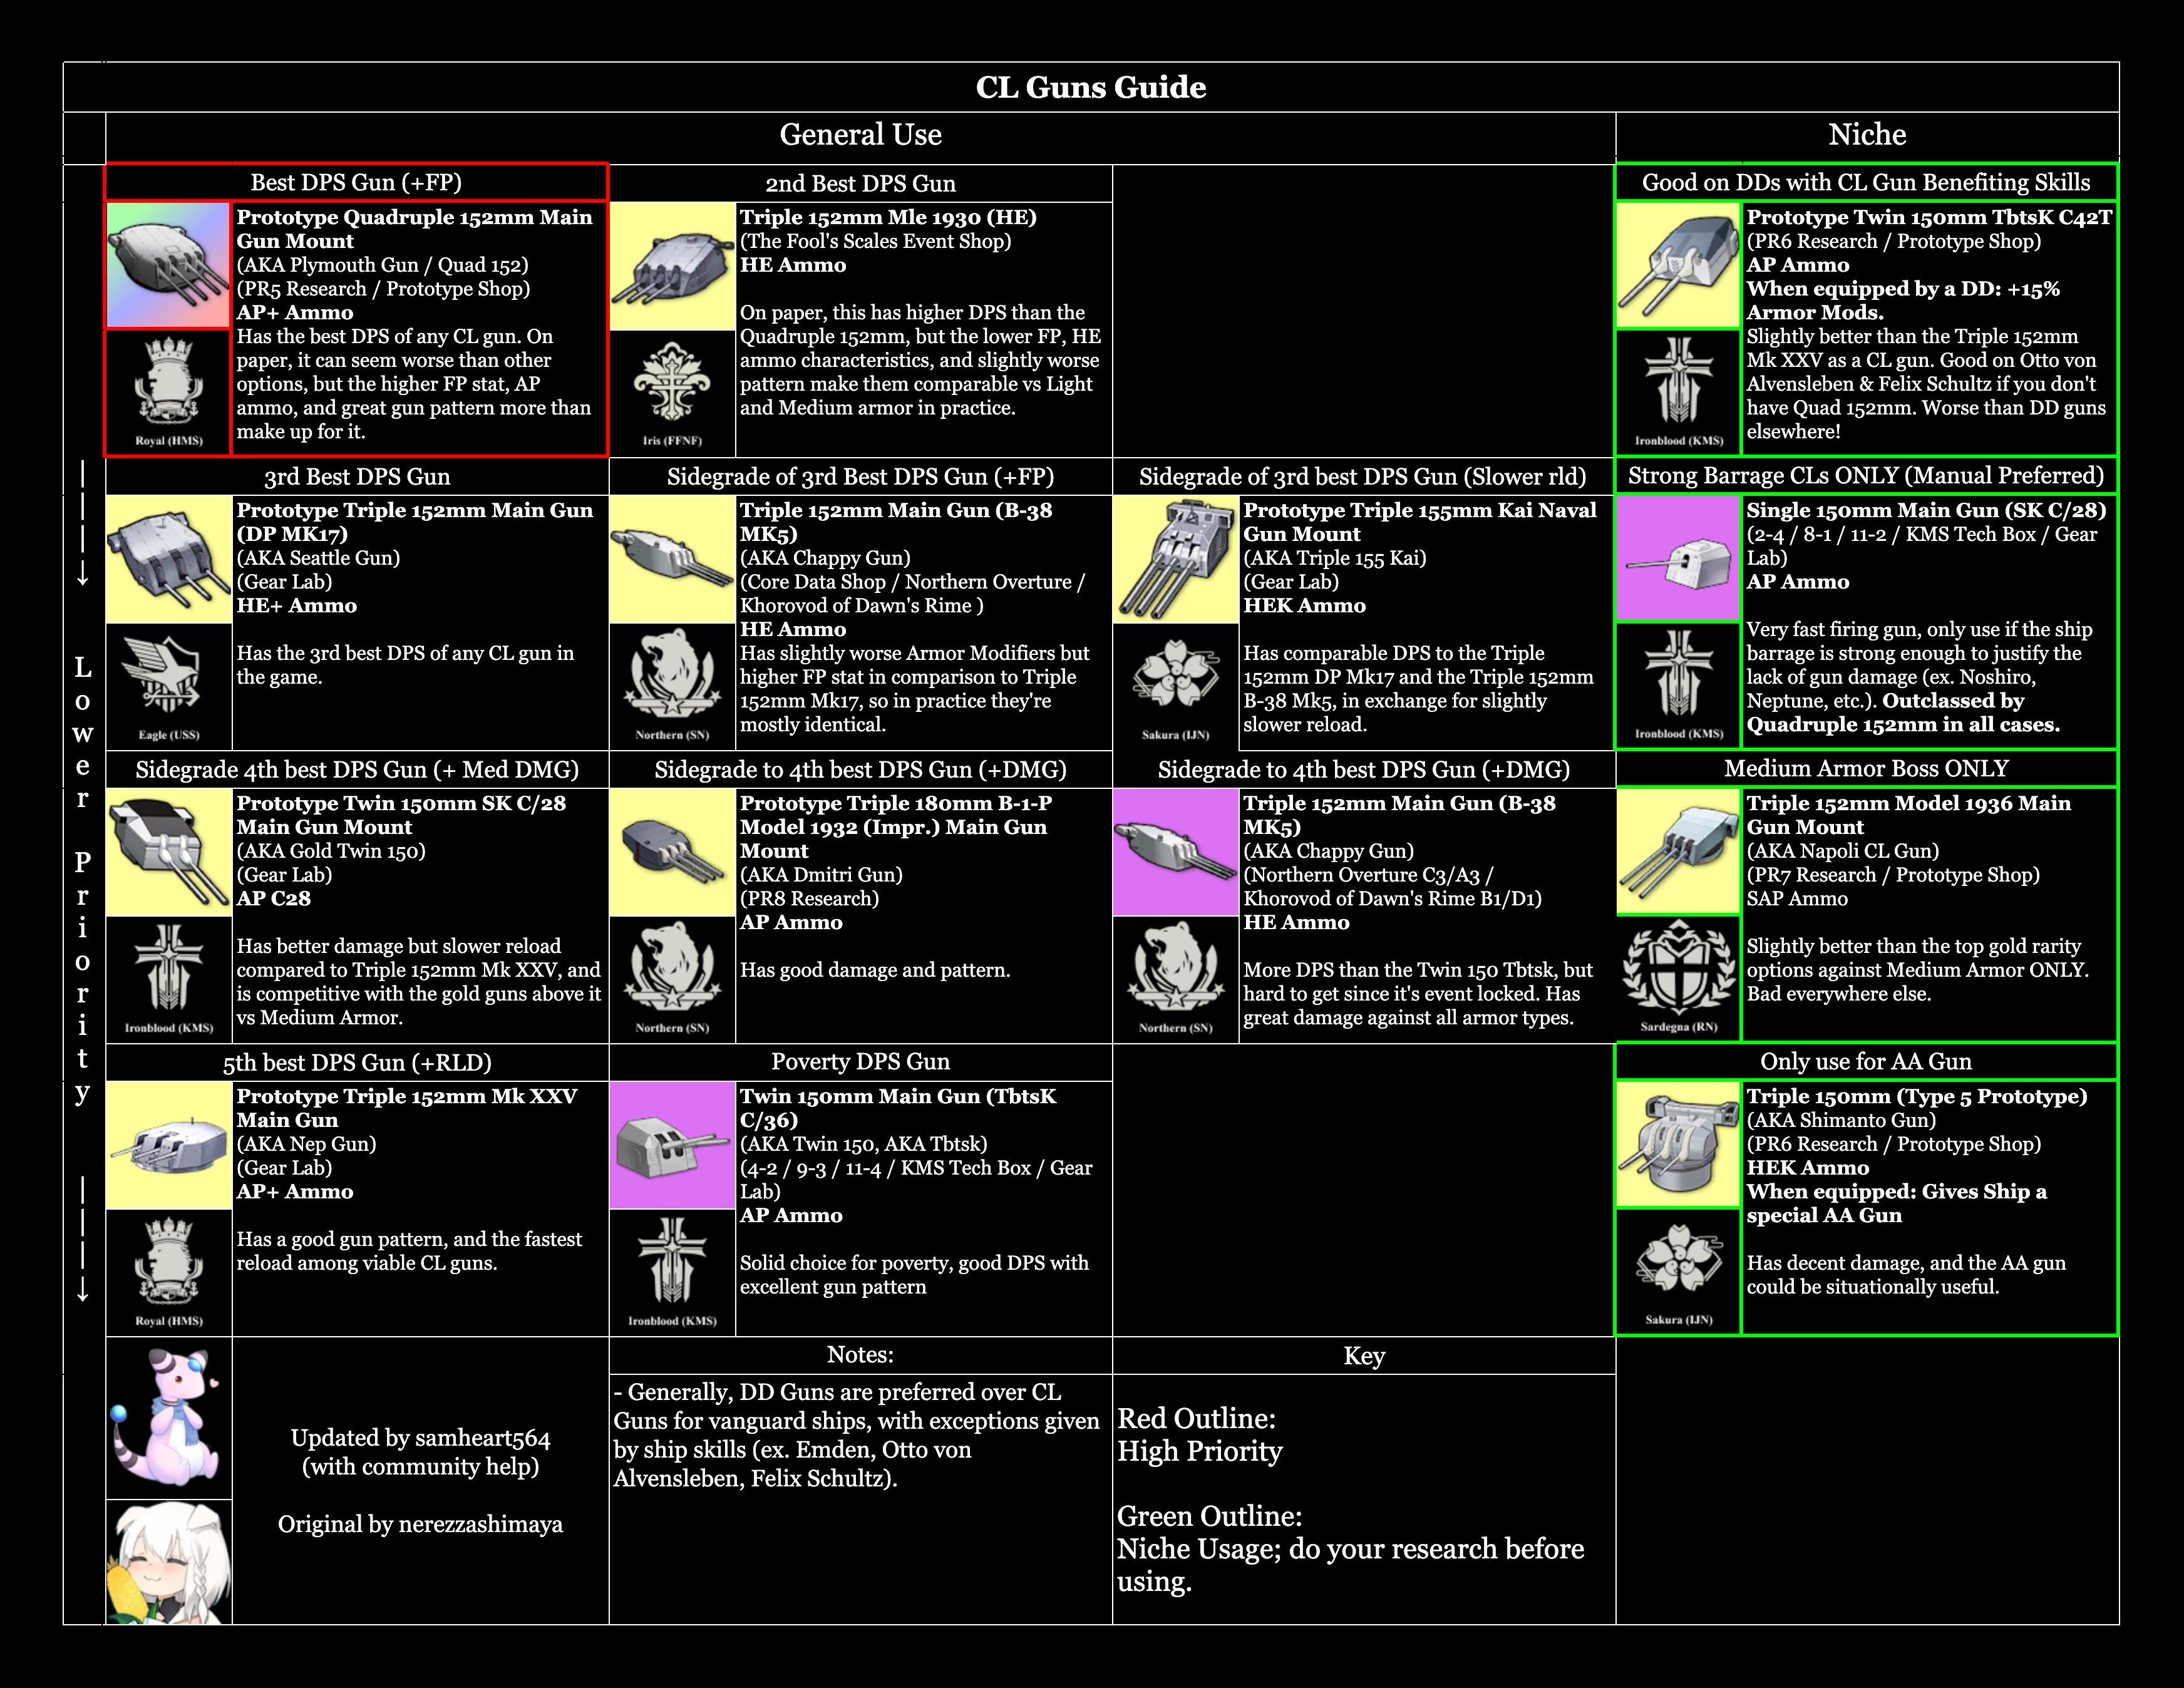 CL Guns Guide
General Use
Niche
Best DPS Gun (+FP)
Prototype Quadruple 152mm Main
Gun Mount
(AKA Plymouth Gun / Quad 152)
(PR5 Research / Prototype Shop)
AP+ Ammo
Has the best DPS of any CL gun. On
paper, it can seem worse than other
options, but the higher FP stat, AP
ammo, and great gun pattern more than
make up for it.
Royal (HMS)
2nd Best DPS Gun
Triple 152mm Mle 1930 (HE)
(The Fool's Scales Event Shop)
HE Ammo
On paper, this has higher DPS than the
Quadruple 152mm, but the lower FP, HE
ammo characteristics, and slightly worse
pattern make them comparable vs Light
and Medium armor in practice.
Iris (FFNF)
Good on DDs with CL Gun Benefiting Skills
Prototype Twin 150mm TbtsK C42T
(PR6 Research / Prototype Shop)
AP Ammo
When equipped by a DD: +15%
Armor Mods.
Slightly better than the Triple 152mm
Mk XXV as a CL gun. Good on Otto von
Alvensleben & Felix Schultz if you don't
have Quad 152mm. Worse than DD guns
elsewhere!
Ironblood (KMS)
3rd Best DPS Gun
Prototype Triple 152mm Main Gun
(DP MK17)
(AKA Seattle Gun)
(Gear Lab)
HE+ Ammo
Has the 3rd best DPS of any CL gun in
the game.
Eagle (USS)
Sidegrade of 3rd Best DPS Gun (+FP)
Triple 152mm Main Gun (B-38
MK5)
(AKA Chappy Gun)
(Core Data Shop / Northern Overture /
Khorovod of Dawn's Rime )
HE Ammo
Has slightly worse Armor Modifiers but
higher FP stat in comparison to Triple
152mm Mk17, so in practice they're
mostly identical.
Northern (SN)
Sidegrade of 3rd best DPS Gun (Slower rld)
Prototype Triple 155mm Kai Naval
Gun Mount
(AKA Triple 155 Kai)
(Gear Lab)
HEK Ammo
Has comparable DPS to the Triple
152mm DP Mk17 and the Triple 152mm
B-38 Mk5, in exchange for slightly
slower reload.
Sakura (IJN)
Strong Barrage CLs ONLY (Manual Preferred)
Single 150mm Main Gun (SK C/28)
(2-4 / 8-1 / 11-2 / KMS Tech Box / Gear
Lab)
AP Ammo
Very fast firing gun, only use if the ship
barrage is strong enough to justify the
lack of gun damage (ex. Noshiro,
Neptune, etc.). Outclassed by
Quadruple 152mm in all cases.
Ironblood (KMS)
Sidegrade 4th best DPS Gun (+ Med DMG)
Prototype Twin 150mm SK C/28
Main Gun Mount
(AKA Gold Twin 150)
(Gear Lab)
AP C28
Has better damage but slower reload
compared to Triple 152mm Mk XXV, and
is competitive with the gold guns above it
vs Medium Armor.
Ironblood (KMS)
Sidegrade to 4th best DPS Gun (+DMG)
Prototype Triple 180mm B-1-P
Model 1932 (Impr.) Main Gun
Mount
(AKA Dmitri Gun)
(PR8 Research)
AP Ammo
Has good damage and pattern.
Northern (SN)
Sidegrade to 4th best DPS Gun (+DMG)
Triple 152mm Main Gun (B-38
MK5)
(AKA Chappy Gun)
(Northern Overture C3/A3 /
Khorovod of Dawn's Rime B1/D1)
HE Ammo
More DPS than the Twin 150 Tbtsk, but
hard to get since it's event locked. Has
great damage against all armor types.
Northern (SN)
Medium Armor Boss ONLY
Triple 152mm Model 1936 Main
Gun Mount
(AKA Napoli CL Gun)
(PR7 Research / Prototype Shop)
SAP Ammo
Slightly better than the top gold rarity
options against Medium Armor ONLY.
Bad everywhere else.
Sardegna (RN)
5th best DPS Gun (+RLD)
Prototype Triple 152mm Mk XXV
Main Gun
(AKA Nep Gun)
(Gear Lab)
AP+ Ammo
Has a good gun pattern, and the fastest
reload among viable CL guns.
Royal (HMS)
Poverty DPS Gun
Twin 150mm Main Gun (TbtsK
C/36)
(AKA Twin 150, AKA Tbtsk)
(4-2 / 9-3 / 11-4 / KMS Tech Box / Gear
Lab)
AP Ammo
Solid choice for poverty, good DPS with
excellent gun pattern
Ironblood (KMS)
Only use for AA Gun
Triple 150mm (Type 5 Prototype)
(AKA Shimanto Gun)
(PR6 Research / Prototype Shop)
HEK Ammo
When equipped: Gives Ship a
special AA Gun
Has decent damage, and the AA gun
could be situationally useful.
Sakura (IJN)
Lower Priority
Updated by samheart564
(with community help)
Original by nerezzashimaya
Notes:
- Generally, DD Guns are preferred over CL
Guns for vanguard ships, with exceptions given
by ship skills (ex. Emden, Otto von
Alvensleben, Felix Schultz).
Key
Red Outline:
High Priority
Green Outline:
Niche Usage; do your research before
using.